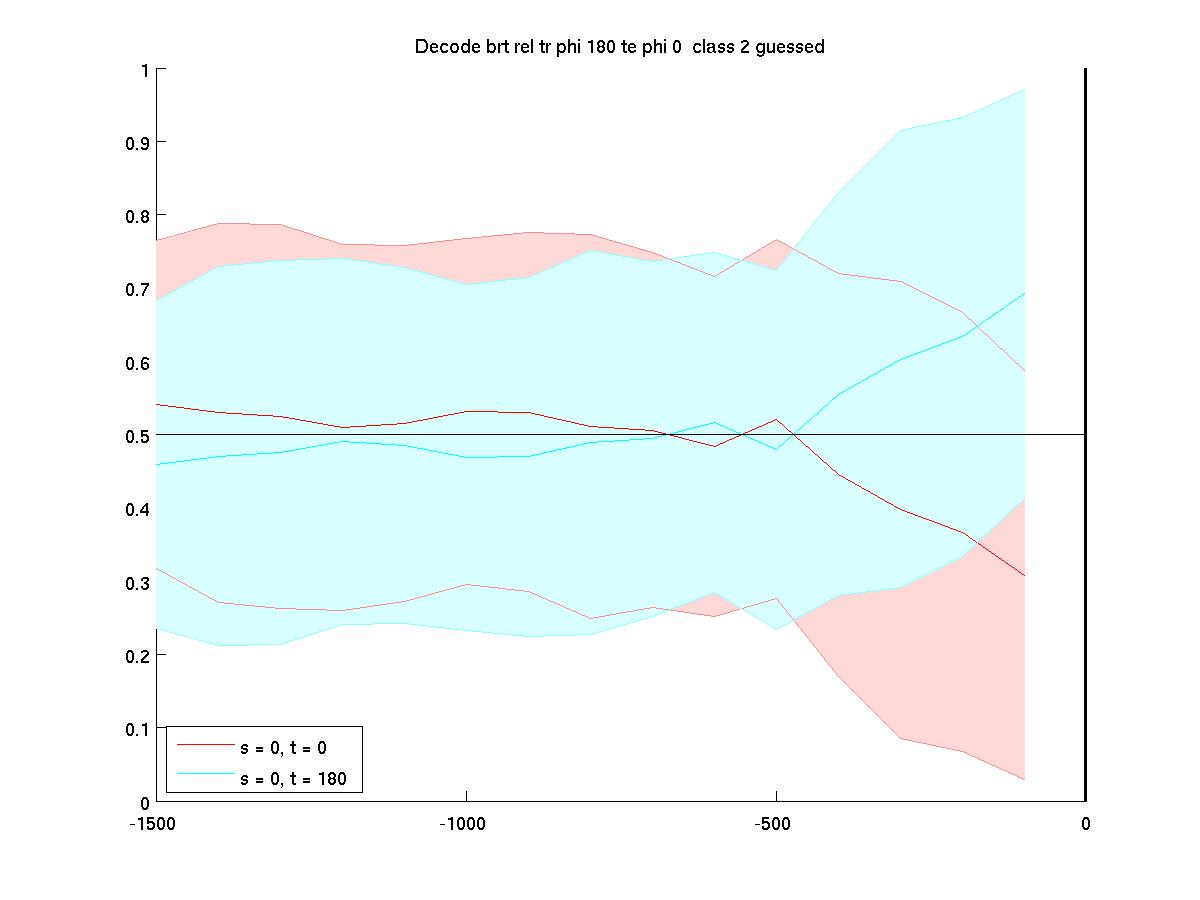 Decode brt rel tr phi 180 te phi 0 class 2 guessed
1
0.9
0.8
0.7
0.6
0.5
0.4
0.3
0.2
0.1
0
s = 0, t = 0
s = 0, t = 180
-1500 -1000 -500 0